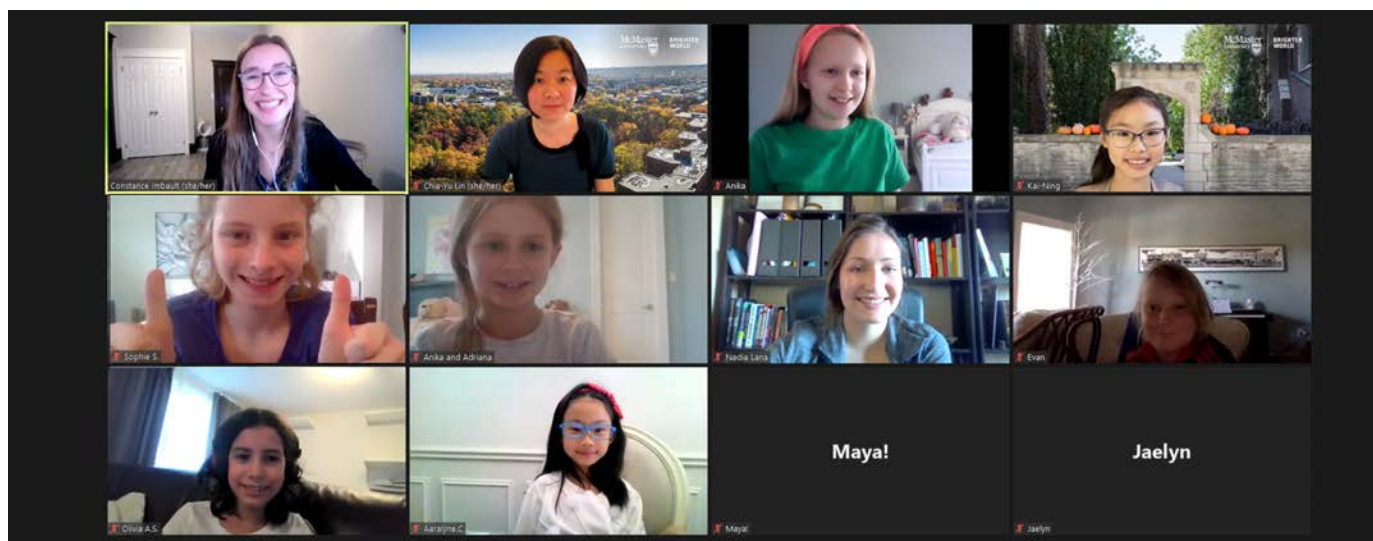 McMaster
University
BRIGHTER
WORLD
McMaster
University
BRIGHTER
WORLD
Constance Imbault (she/her)
Chia-Yu Lin (she/her)
Anika
Kai-Ning
Sophie S.
Anika and Adriana
Nadia Lana
Evan
Maya!
Jaelyn
Olivia A.S.
Aaralyne.C
Maya!
Jaelyn